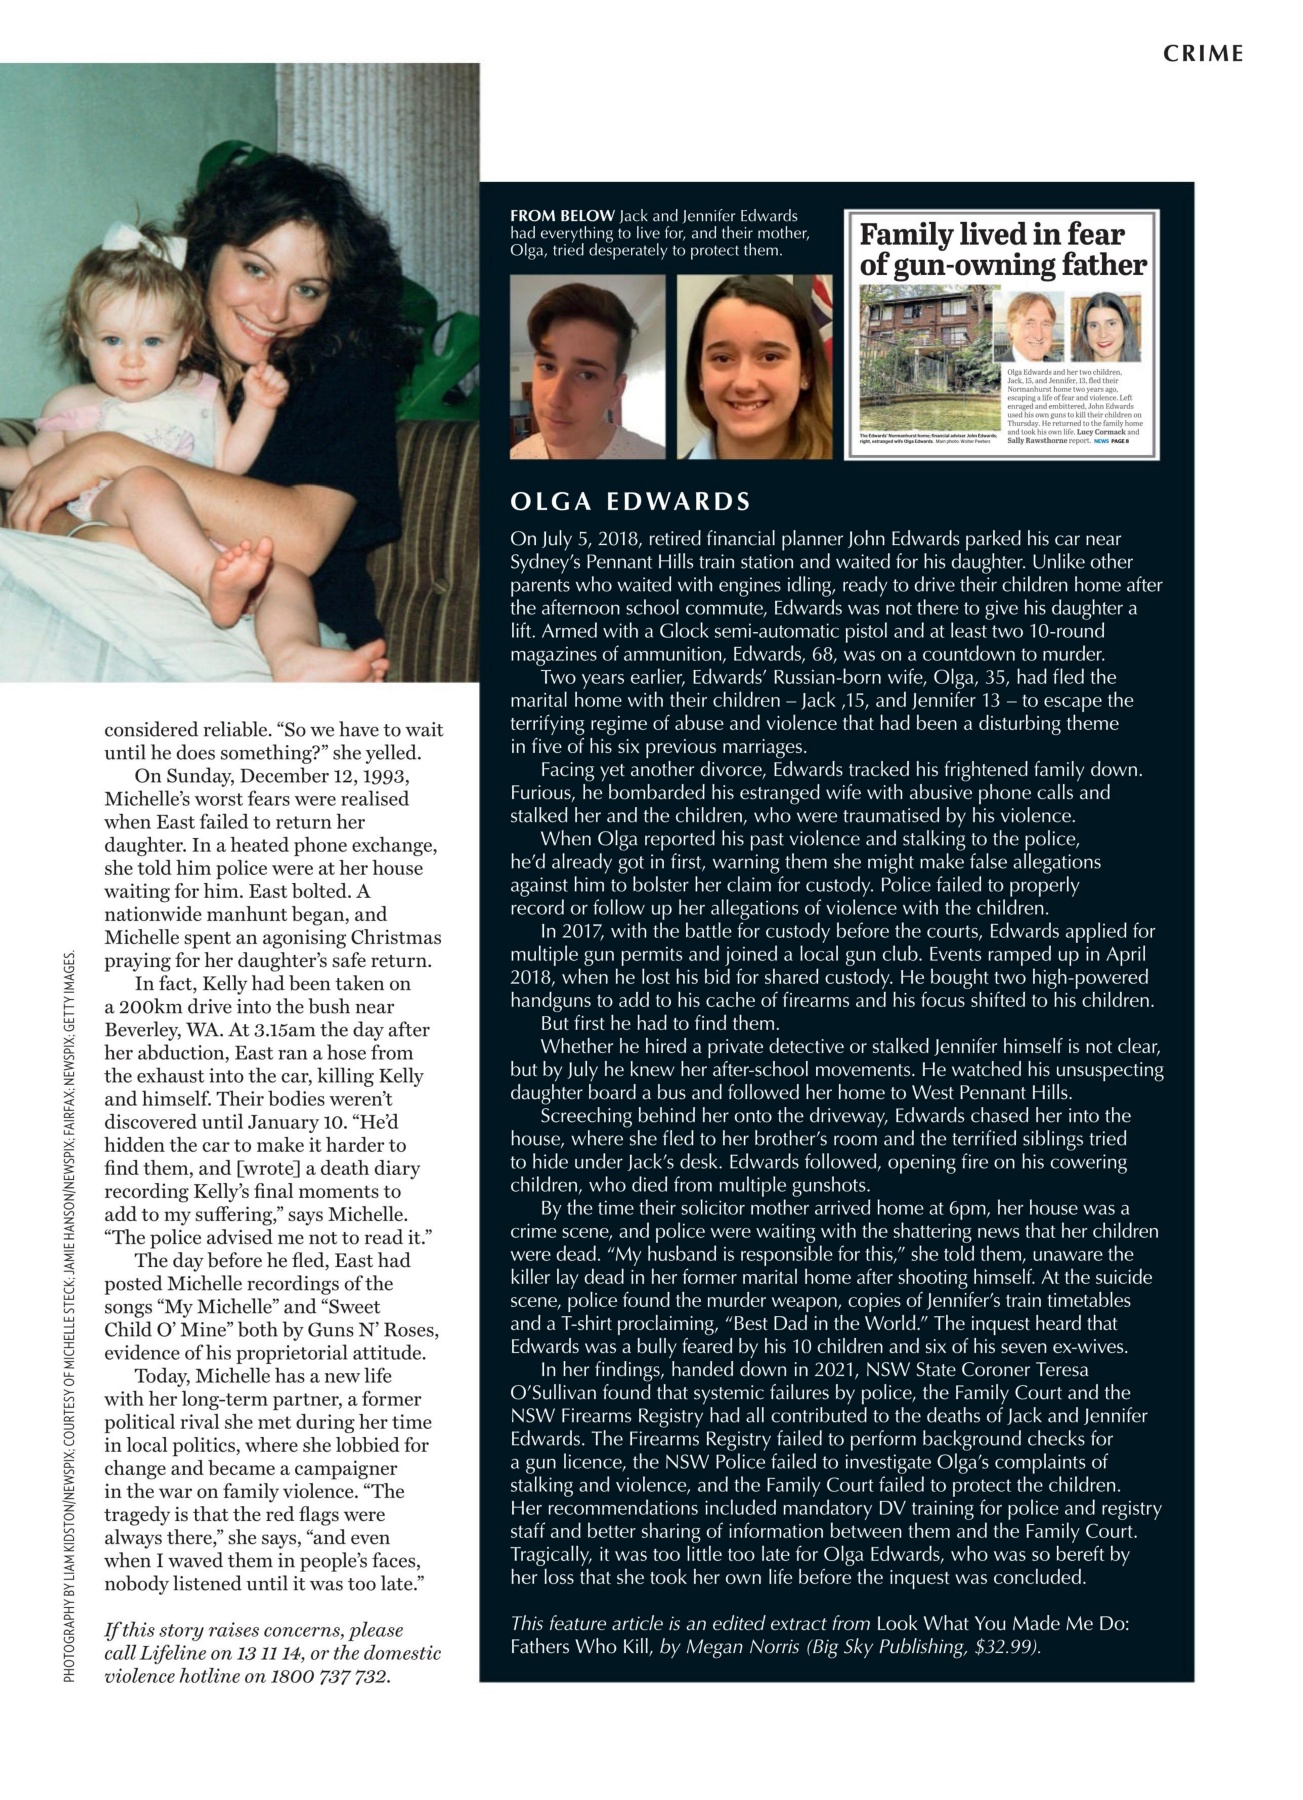 CRIME
FROM BELOW Jack and Jennifer Edwards
had everything to live for, and their mother,
Olga, tried desperately to protect them.
Family lived in fear
of gun-owning father
Olga Edwards and her two children,
Jack, 15, and Jennifer, 13, fled their
Normanhurst home two years ago,
escaping a life of fear and violence. Left
enraged and embittered, John Edwards
used his own guns to kill their children on
Thursday. He returned to the family home
and took his own life. Lucy Cormack and
Sally Rawsthorne report. NEWS PAGE 8
The Edwards' Normanhurst home; financial adviser John Edwards;
right, estranged wife Olga Edwards. Main photo: Wolter Peeters
considered reliable. “So we have to wait
until he does something?” she yelled.
On Sunday, December 12, 1993,
Michelle’s worst fears were realised
when East failed to return her
daughter. In a heated phone exchange,
she told him police were at her house
waiting for him. East bolted. A
nationwide manhunt began, and
Michelle spent an agonising Christmas
praying for her daughter’s safe return.
In fact, Kelly had been taken on
a 200km drive into the bush near
Beverley, WA. At 3.15am the day after
her abduction, East ran a hose from
the exhaust into the car, killing Kelly
and himself. Their bodies weren’t
discovered until January 10. “He’d
hidden the car to make it harder to
find them, and [wrote] a death diary
recording Kelly’s final moments to
add to my suffering,” says Michelle.
“The police advised me not to read it.”
The day before he fled, East had
posted Michelle recordings of the
songs “My Michelle” and “Sweet
Child O’ Mine” both by Guns N’ Roses,
evidence of his proprietorial attitude.
Today, Michelle has a new life
with her long-term partner, a former
political rival she met during her time
in local politics, where she lobbied for
change and became a campaigner
in the war on family violence. “The
tragedy is that the red flags were
always there,” she says, “and even
when I waved them in people’s faces,
nobody listened until it was too late.”
If this story raises concerns, please
call Lifeline on 13 11 14, or the domestic
violence hotline on 1800 737 732.
PHOTOGRAPHY BY LIAM KIDSTON/NEWSPIX; COURTESY OF MICHELLE STECK; JAMIE HANSON/NEWSPIX; FAIRFAX; NEWSPIX; GETTY IMAGES.
OLGA EDWARDS
On July 5, 2018, retired financial planner John Edwards parked his car near
Sydney’s Pennant Hills train station and waited for his daughter. Unlike other
parents who waited with engines idling, ready to drive their children home after
the afternoon school commute, Edwards was not there to give his daughter a
lift. Armed with a Glock semi-automatic pistol and at least two 10-round
magazines of ammunition, Edwards, 68, was on a countdown to murder.
Two years earlier, Edwards’ Russian-born wife, Olga, 35, had fled the
marital home with their children – Jack ,15, and Jennifer 13 – to escape the
terrifying regime of abuse and violence that had been a disturbing theme
in five of his six previous marriages.
Facing yet another divorce, Edwards tracked his frightened family down.
Furious, he bombarded his estranged wife with abusive phone calls and
stalked her and the children, who were traumatised by his violence.
When Olga reported his past violence and stalking to the police,
he’d already got in first, warning them she might make false allegations
against him to bolster her claim for custody. Police failed to properly
record or follow up her allegations of violence with the children.
In 2017, with the battle for custody before the courts, Edwards applied for
multiple gun permits and joined a local gun club. Events ramped up in April
2018, when he lost his bid for shared custody. He bought two high-powered
handguns to add to his cache of firearms and his focus shifted to his children.
But first he had to find them.
Whether he hired a private detective or stalked Jennifer himself is not clear,
but by July he knew her after-school movements. He watched his unsuspecting
daughter board a bus and followed her home to West Pennant Hills.
Screeching behind her onto the driveway, Edwards chased her into the
house, where she fled to her brother’s room and the terrified siblings tried
to hide under Jack’s desk. Edwards followed, opening fire on his cowering
children, who died from multiple gunshots.
By the time their solicitor mother arrived home at 6pm, her house was a
crime scene, and police were waiting with the shattering news that her children
were dead. “My husband is responsible for this,” she told them, unaware the
killer lay dead in her former marital home after shooting himself. At the suicide
scene, police found the murder weapon, copies of Jennifer’s train timetables
and a T-shirt proclaiming, “Best Dad in the World.” The inquest heard that
Edwards was a bully feared by his 10 children and six of his seven ex-wives.
In her findings, handed down in 2021, NSW State Coroner Teresa
O’Sullivan found that systemic failures by police, the Family Court and the
NSW Firearms Registry had all contributed to the deaths of Jack and Jennifer
Edwards. The Firearms Registry failed to perform background checks for
a gun licence, the NSW Police failed to investigate Olga’s complaints of
stalking and violence, and the Family Court failed to protect the children.
Her recommendations included mandatory DV training for police and registry
staff and better sharing of information between them and the Family Court.
Tragically, it was too little too late for Olga Edwards, who was so bereft by
her loss that she took her own life before the inquest was concluded.
This feature article is an edited extract from Look What You Made Me Do:
Fathers Who Kill, by Megan Norris (Big Sky Publishing, $32.99).